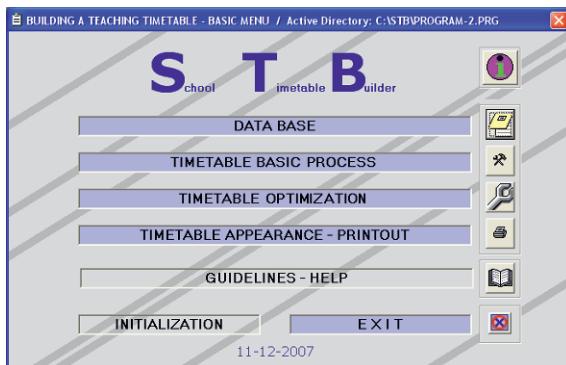 BUILDING A TEACHING TIMETABLE - BASIC MENU / Active Directory: C:\STB\PROGRAM-2.PRG
School Timetable Builder
DATA BASE
TIMETABLE BASIC PROCESS
TIMETABLE OPTIMIZATION
TIMETABLE APPEARANCE - PRINTOUT
GUIDELINES - HELP
INITIALIZATION EXIT
11-12-2007